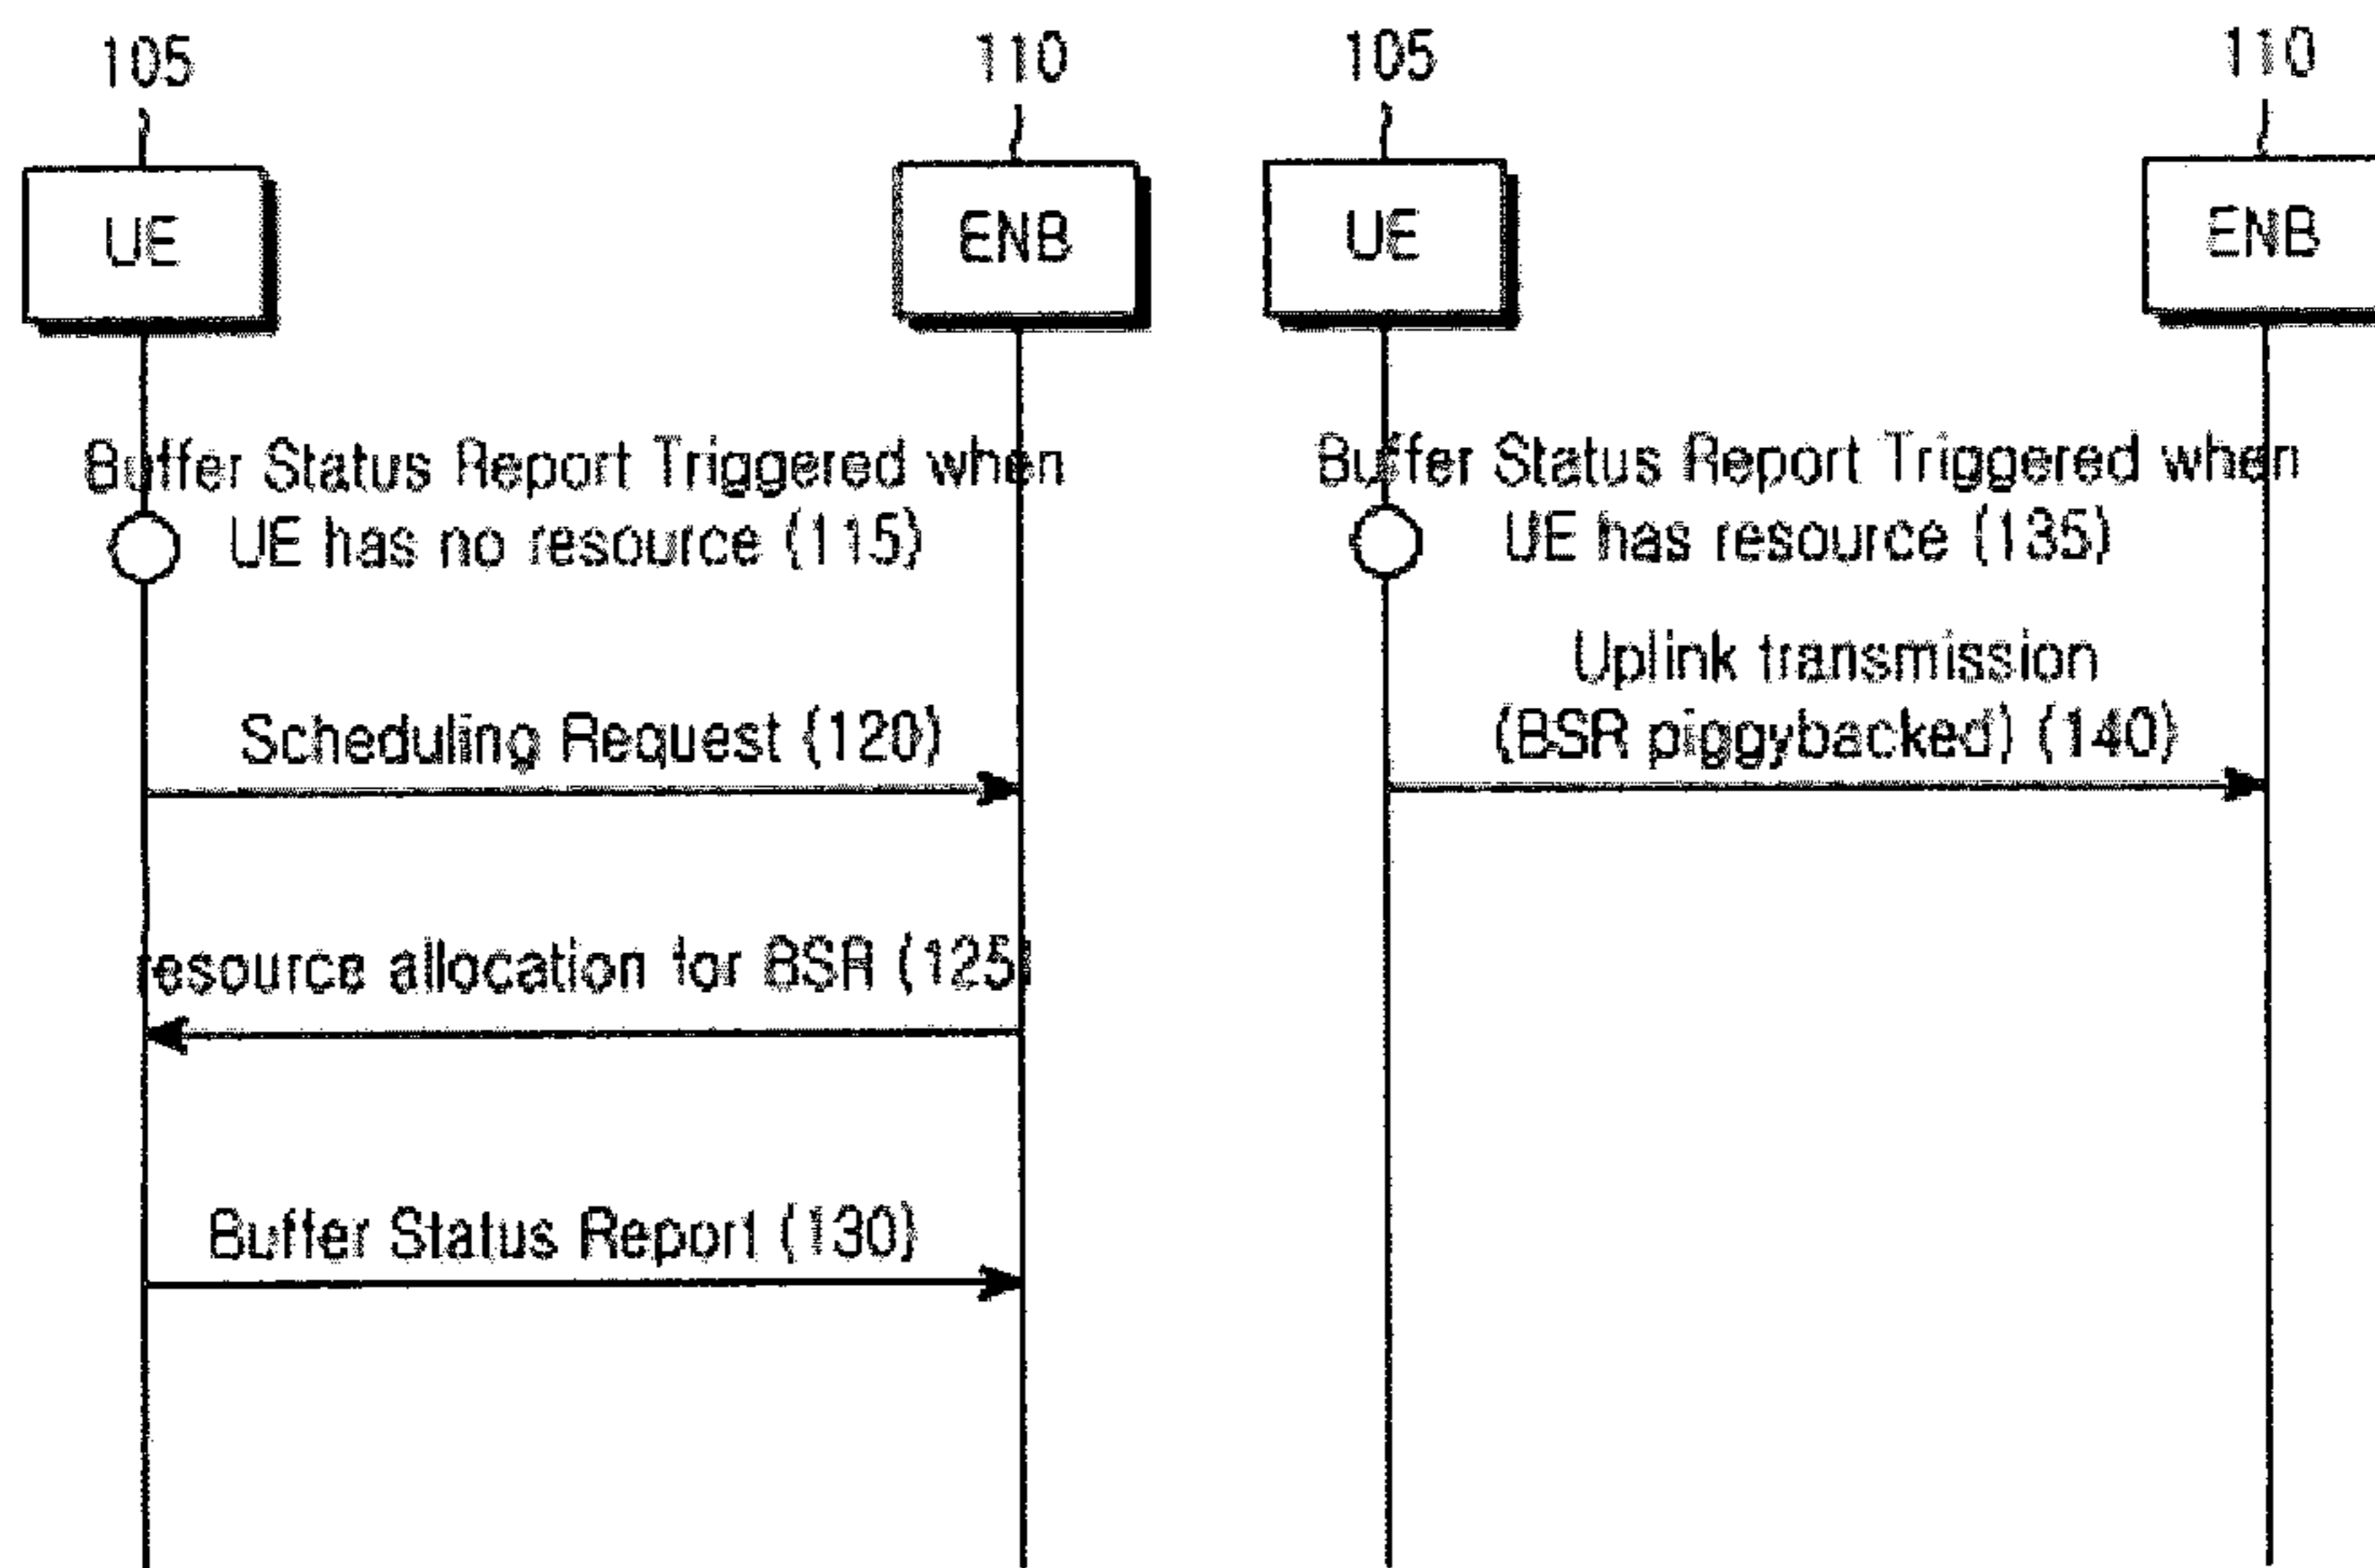 105
110
UE
ENB
Buffer Status Report Triggered when
UE has no resource (115)
Scheduling Request (120)
resource allocation for BSR (125)
Buffer Status Report (130)
105
110
UE
ENB
Buffer Status Report Triggered when
UE has resource (135)
Uplink transmission
(BSR piggybacked) (140)